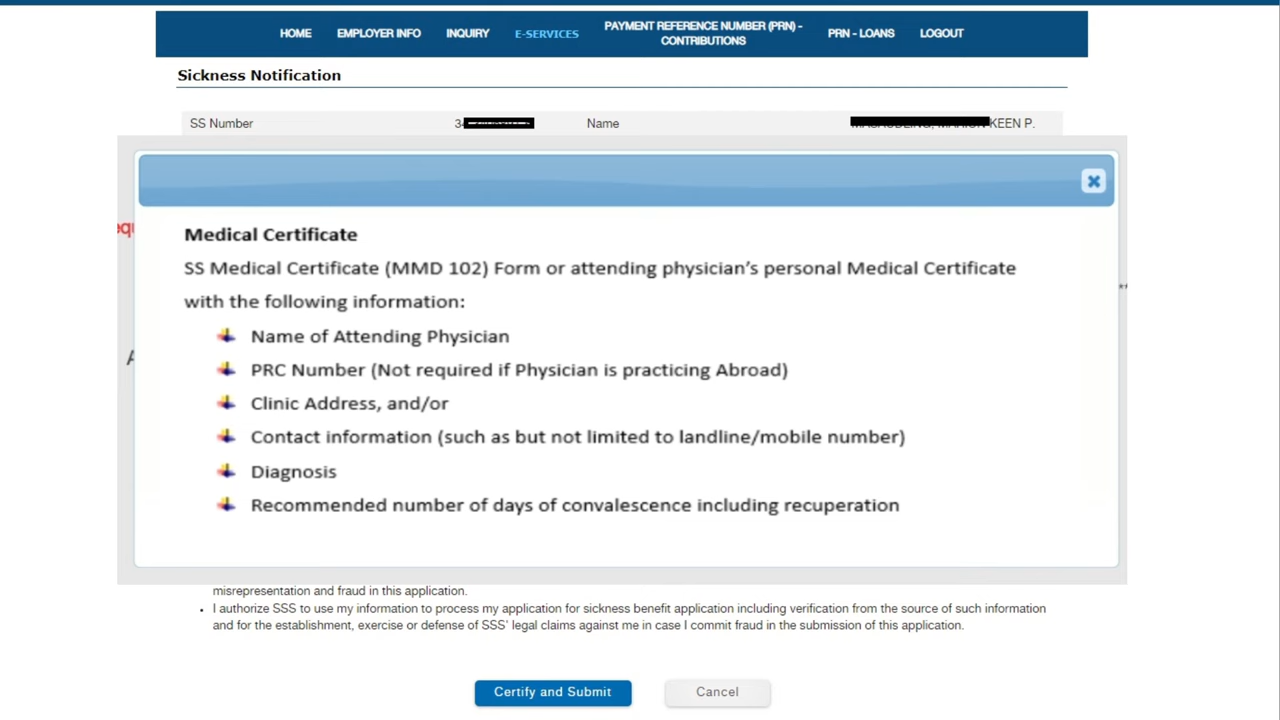 HOME EMPLOYER INFO INQUIRY E-SERVICES PAYMENT REFERENCE NUMBER (PRN) - CONTRIBUTIONS PRN - LOANS LOGOUT
Sickness Notification
SS Number Name KEEN P.
Medical Certificate
SS Medical Certificate (MMD 102) Form or attending physician's personal Medical Certificate
with the following information:
Name of Attending Physician
PRC Number (Not required if Physician is practicing Abroad)
Clinic Address, and/or
Contact information (such as but not limited to landline/mobile number)
Diagnosis
Recommended number of days of convalescence including recuperation
misrepresentation and fraud in this application.
I authorize SSS to use my information to process my application for sickness benefit application including verification from the source of such information
and for the establishment, exercise or defense of SSS' legal claims against me in case I commit fraud in the submission of this application.
Certify and Submit Cancel